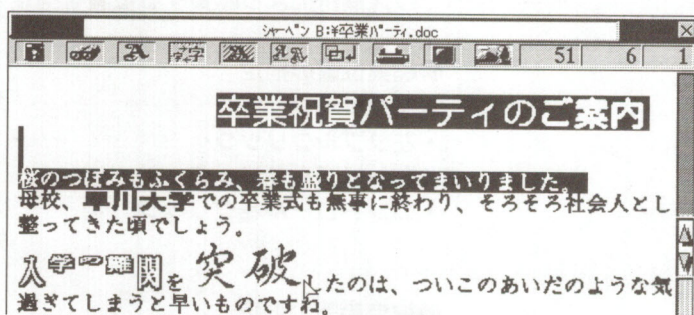 シャーペン B:¥卒業パーティ.doc
51 6 1
卒業祝賀パーティのご案内
桜のつぼみもふくらみ、春も盛りとなってまいりました。
母校、早川大学での卒業式も無事に終わり、そろそろ社会人とし
整ってきた頃でしょう。
入学の難関を突破したのは、ついこのあいだのような気
過ぎてしまうと早いものですね。